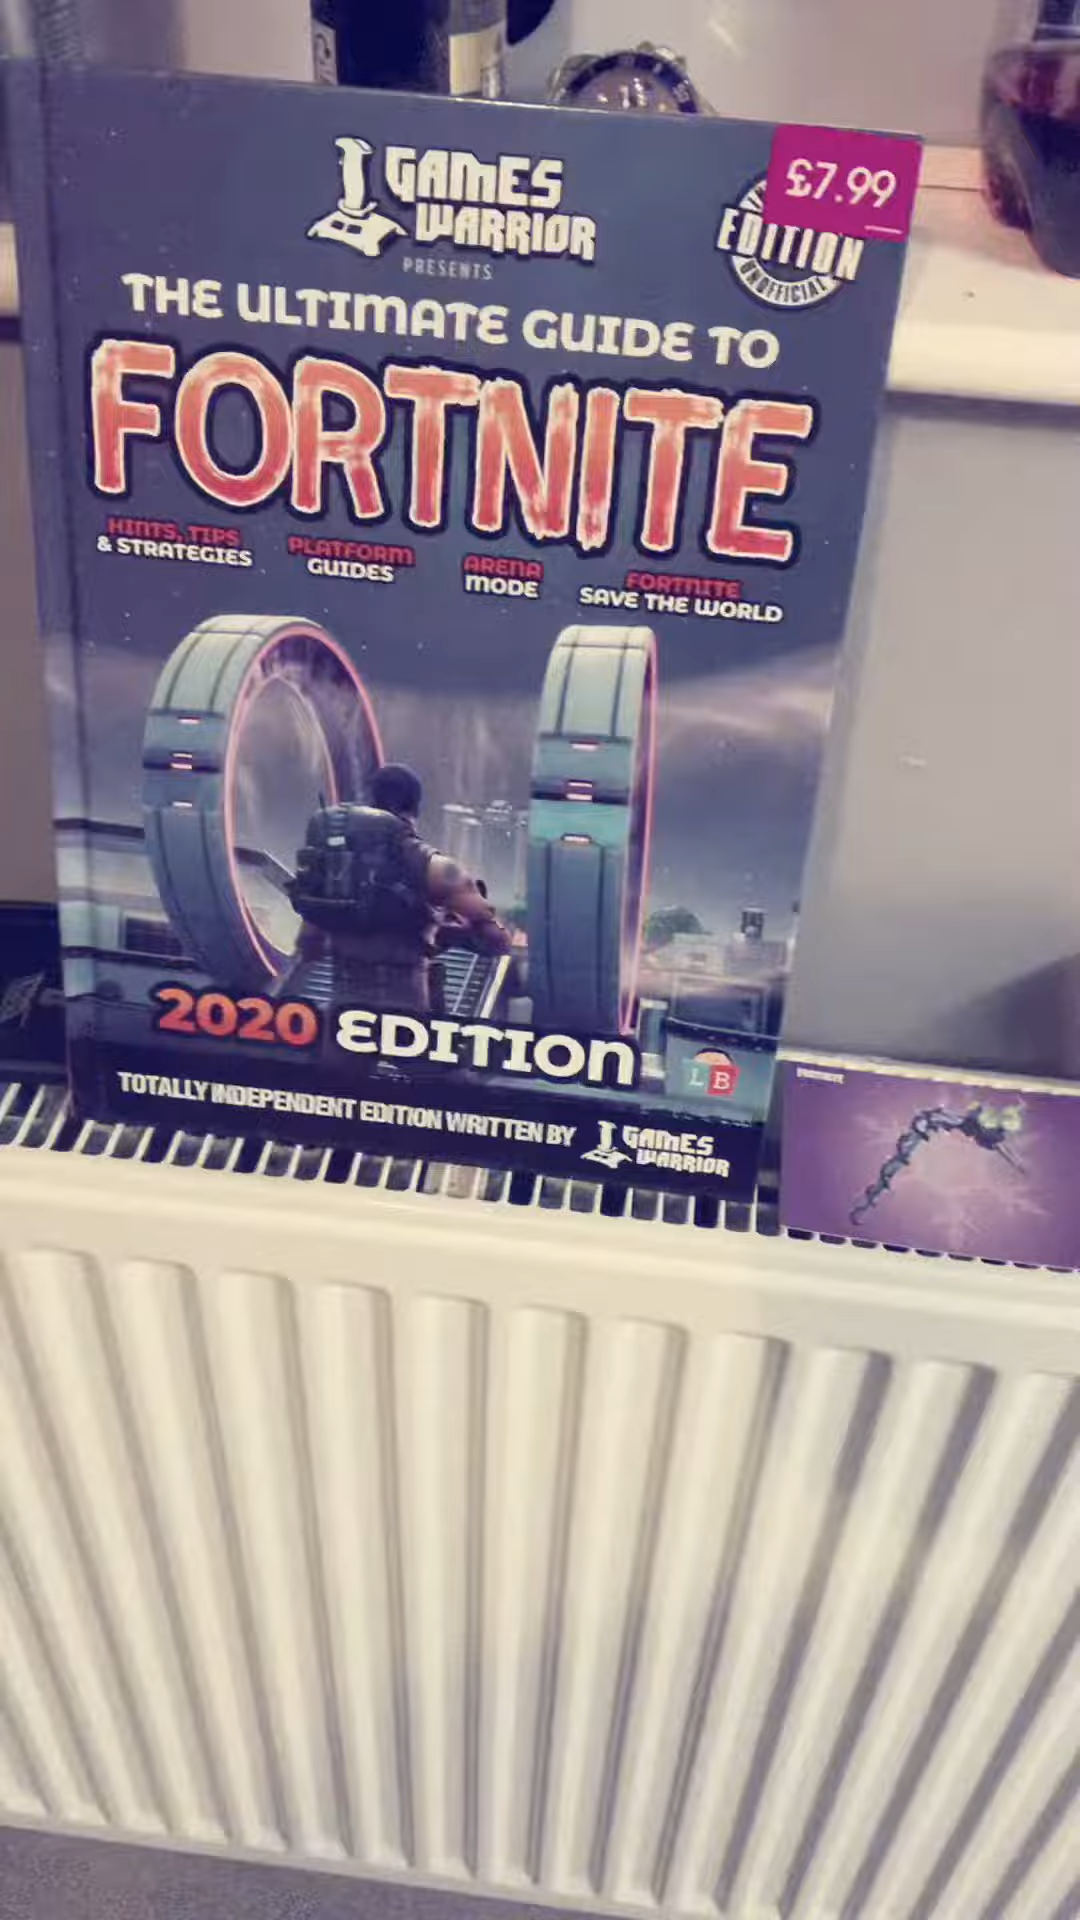 GAMES
WARRIOR
PRESENTS
£7.99
EDITION
UNOFFICIAL
THE ULTIMATE GUIDE TO
FORTNITE
HINTS, TIPS
& STRATEGIES
PLATFORM
GUIDES
ARENA
MODE
FORTNITE
SAVE THE WORLD
2020 EDITION
L B
TOTALLY INDEPENDENT EDITION WRITTEN BY
GAMES
WARRIOR
FORTNITE